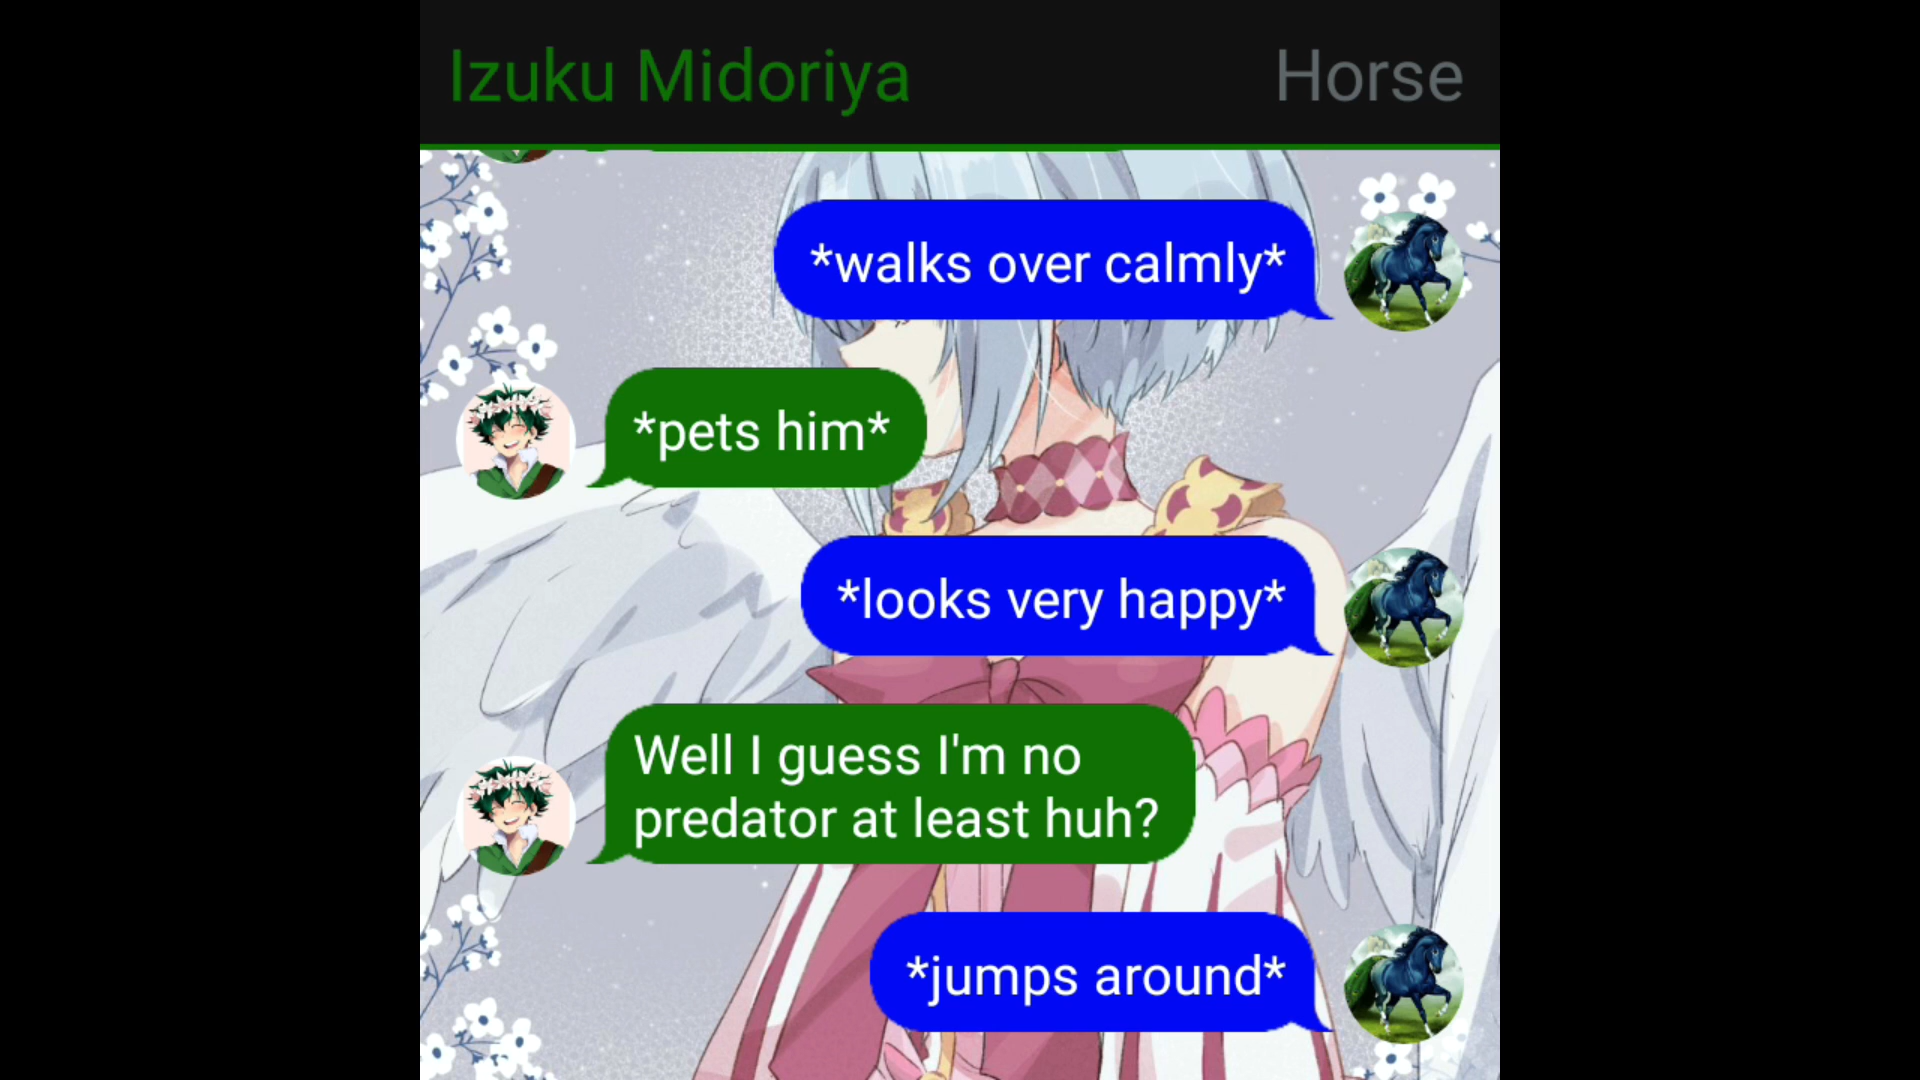 Izuku Midoriya
Horse
*walks over calmly*
*pets him*
*looks very happy*
Well I guess I'm no
predator at least huh?
*jumps around*